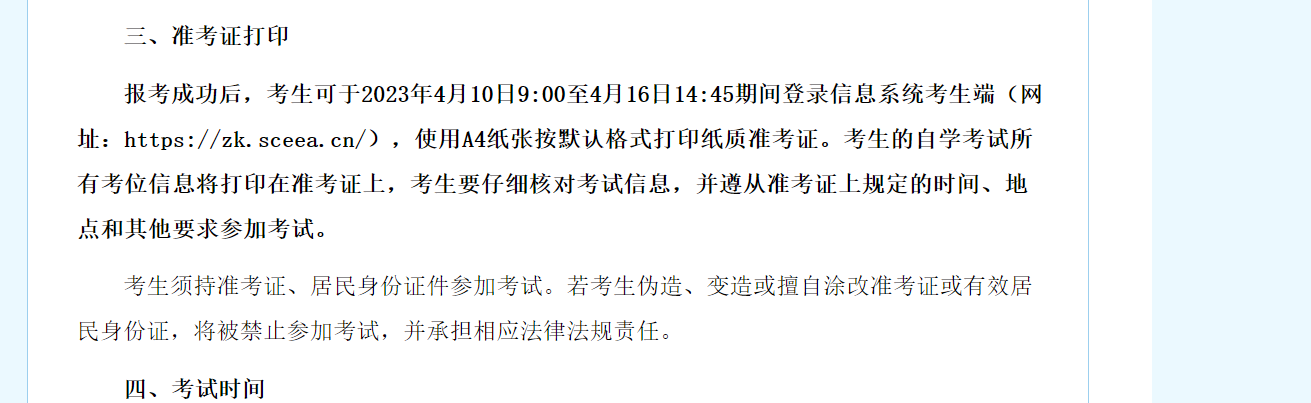 三、准考证打印
报考成功后，考生可于2023年4月10日9:00至4月16日14:45期间登录信息系统考生端（网
址：https://zk.sceea.cn/），使用A4纸张按默认格式打印纸质准考证。考生的自学考试所
有考位信息将打印在准考证上，考生要仔细核对考试信息，并遵从准考证上规定的时间、地
点和其他要求参加考试。
考生须持准考证、居民身份证件参加考试。若考生伪造、变造或擅自涂改准考证或有效居
民身份证，将被禁止参加考试，并承担相应法律法规责任。
四、考试时间